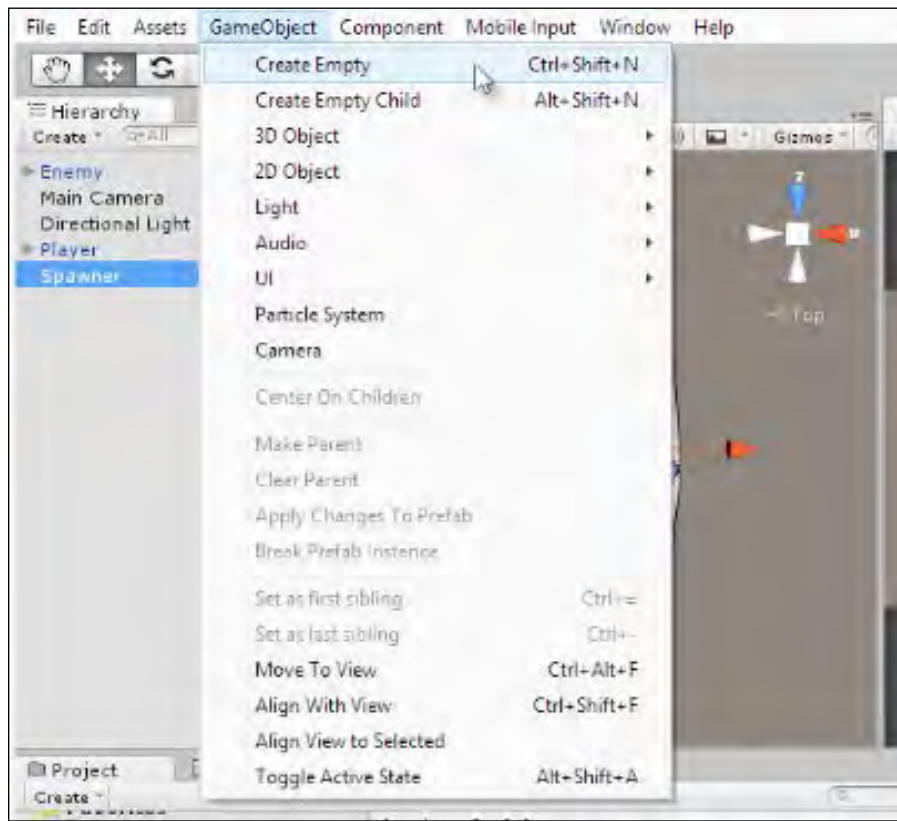 File Edit Assets GameObject Component Mobile Input Window Help
Create Empty Ctrl+Shift+N
Create Empty Child Alt+Shift+N
3D Object
2D Object
Light
Audio
UI
Particle System
Camera
Center On Children
Make Parent
Clear Parent
Apply Changes To Prefab
Break Prefab Instance
Set as first sibling Ctrl+=
Set as last sibling Ctrl+-
Move To View Ctrl+Alt+F
Align With View Ctrl+Shift+F
Align View to Selected
Toggle Active State Alt+Shift+A
Hierarchy
Create All
Enemy
Main Camera
Directional Light
Player
Spawner
Gizmos
z
Top
Project
Create